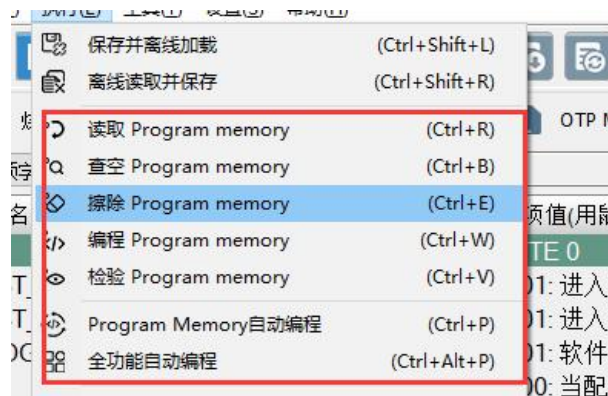 保存并离线加载 (Ctrl+Shift+L)
离线读取并保存 (Ctrl+Shift+R)
读取 Program memory (Ctrl+R)
OTP
查空 Program memory (Ctrl+B)
擦除 Program memory (Ctrl+E)
项值(用鼠
编程 Program memory (Ctrl+W)
TE 0
检验 Program memory (Ctrl+V)
01: 进入
Program Memory自动编程 (Ctrl+P)
01: 进入
全功能自动编程 (Ctrl+Alt+P)
01: 软件
00: 当配